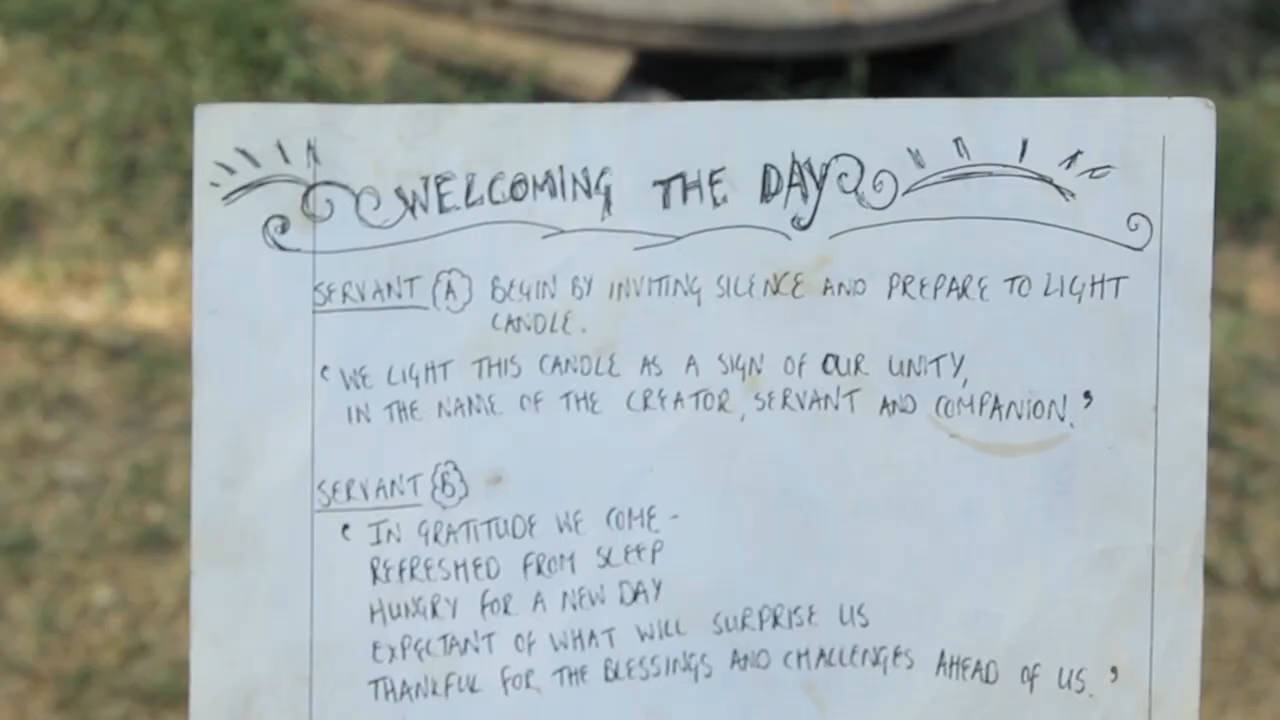 WELCOMING THE DAY
SERVANT A BEGIN BY INVITING SILENCE AND PREPARE TO LIGHT
CANDLE.
‘ WE LIGHT THIS CANDLE AS A SIGN OF OUR UNITY,
IN THE NAME OF THE CREATOR, SERVANT AND COMPANION. ’
SERVANT B
‘ IN GRATITUDE WE COME -
REFRESHED FROM SLEEP
HUNGRY FOR A NEW DAY
EXPECTANT OF WHAT WILL SURPRISE US
THANKFUL FOR THE BLESSINGS AND CHALLENGES AHEAD OF US. ’